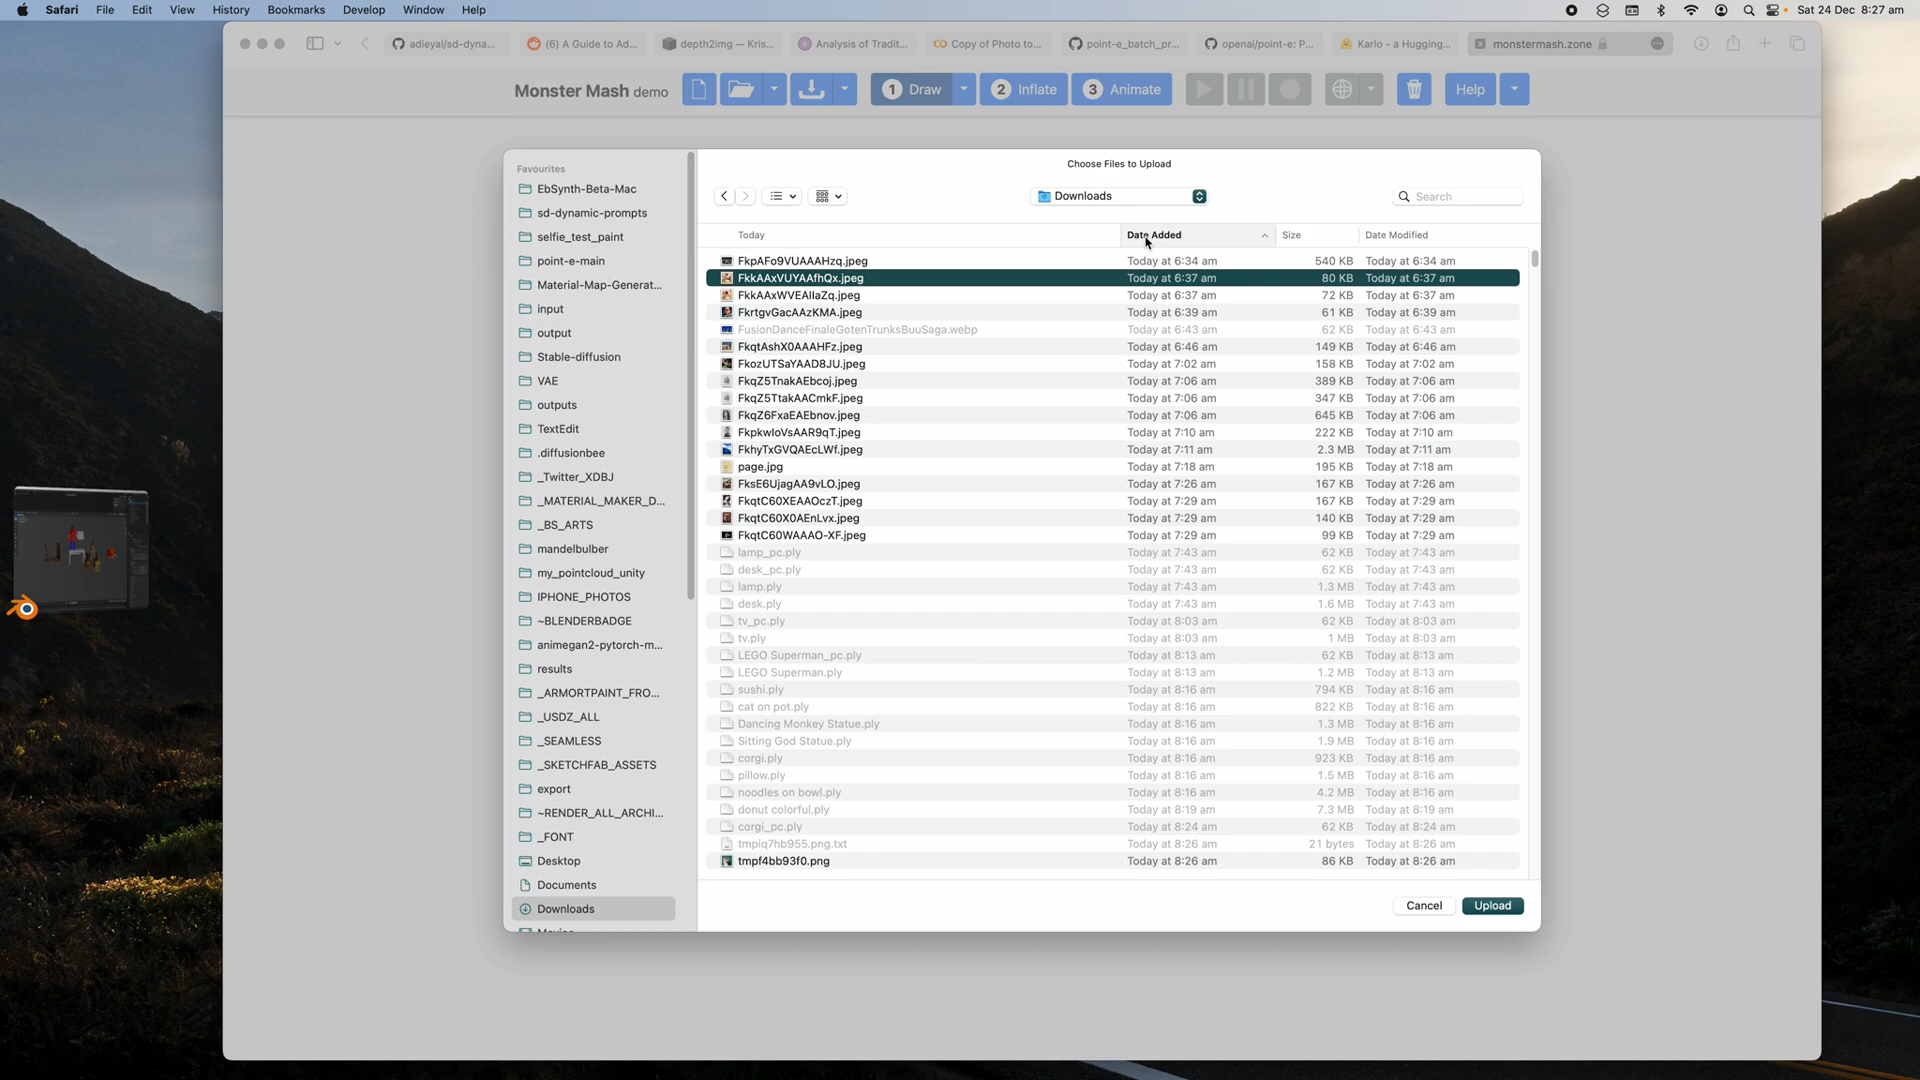 Safari File Edit View History Bookmarks Develop Window Help
Sat 24 Dec 8:27 am
adieyal/sd-dyna... (6) A Guide to Ad... depth2img — Kris... Analysis of Tradit... Copy of Photo to... point-e_batch_pr... openai/point-e: P... Karlo - a Hugging... monstermash.zone
Monster Mash demo 1 Draw 2 Inflate 3 Animate Help
Choose Files to Upload
Downloads Search
Favourites
EbSynth-Beta-Mac
sd-dynamic-prompts
selfie_test_paint
point-e-main
Material-Map-Generat...
input
output
Stable-diffusion
VAE
outputs
TextEdit
.diffusionbee
_Twitter_XDBJ
_MATERIAL_MAKER_D...
_BS_ARTS
mandelbulber
my_pointcloud_unity
IPHONE_PHOTOS
~BLENDERBADGE
animegan2-pytorch-m...
results
_ARMORTPAINT_FRO...
_USDZ_ALL
_SEAMLESS
_SKETCHFAB_ASSETS
export
~RENDER_ALL_ARCHI...
_FONT
Desktop
Documents
Downloads
Today Date Added Size Date Modified
FkpAFo9VUAAAHzq.jpeg Today at 6:34 am 540 KB Today at 6:34 am
FkkAAxVUYAAfhQx.jpeg Today at 6:37 am 80 KB Today at 6:37 am
FkkAAxWVEAIlaZq.jpeg Today at 6:37 am 72 KB Today at 6:37 am
FkrtgvGacAAzKMA.jpeg Today at 6:39 am 61 KB Today at 6:39 am
FusionDanceFinaleGotenTrunksBuuSaga.webp Today at 6:43 am 62 KB Today at 6:43 am
FkqtAshX0AAAHFz.jpeg Today at 6:46 am 149 KB Today at 6:46 am
FkozUTSaYAAD8JU.jpeg Today at 7:02 am 158 KB Today at 7:02 am
FkqZ5TnakAEbcoj.jpeg Today at 7:06 am 389 KB Today at 7:06 am
FkqZ5TtakAACmkF.jpeg Today at 7:06 am 347 KB Today at 7:06 am
FkqZ6FxaEAEbnov.jpeg Today at 7:06 am 645 KB Today at 7:06 am
FkpkwloVsAAR9qT.jpeg Today at 7:10 am 222 KB Today at 7:10 am
FkhyTxGVQAEcLWf.jpeg Today at 7:11 am 2.3 MB Today at 7:11 am
page.jpg Today at 7:18 am 195 KB Today at 7:18 am
FksE6UjagAA9vLO.jpeg Today at 7:26 am 167 KB Today at 7:26 am
FkqtC60XEAAOczT.jpeg Today at 7:29 am 167 KB Today at 7:29 am
FkqtC60X0AEnLvx.jpeg Today at 7:29 am 140 KB Today at 7:29 am
FkqtC60WAAAO-XF.jpeg Today at 7:29 am 99 KB Today at 7:29 am
lamp_pc.ply Today at 7:43 am 62 KB Today at 7:43 am
desk_pc.ply Today at 7:43 am 62 KB Today at 7:43 am
lamp.ply Today at 7:43 am 1.3 MB Today at 7:43 am
desk.ply Today at 7:43 am 1.6 MB Today at 7:43 am
tv_pc.ply Today at 8:03 am 62 KB Today at 8:03 am
tv.ply Today at 8:03 am 1 MB Today at 8:03 am
LEGO Superman_pc.ply Today at 8:13 am 62 KB Today at 8:13 am
LEGO Superman.ply Today at 8:13 am 1.2 MB Today at 8:13 am
sushi.ply Today at 8:16 am 794 KB Today at 8:16 am
cat on pot.ply Today at 8:16 am 822 KB Today at 8:16 am
Dancing Monkey Statue.ply Today at 8:16 am 1.3 MB Today at 8:16 am
Sitting God Statue.ply Today at 8:16 am 1.9 MB Today at 8:16 am
corgi.ply Today at 8:16 am 923 KB Today at 8:16 am
pillow.ply Today at 8:16 am 1.5 MB Today at 8:16 am
noodles on bowl.ply Today at 8:16 am 4.2 MB Today at 8:16 am
donut colorful.ply Today at 8:19 am 7.3 MB Today at 8:19 am
corgi_pc.ply Today at 8:24 am 62 KB Today at 8:24 am
tmpiq7hb955.png.txt Today at 8:26 am 21 bytes Today at 8:26 am
tmpf4bb93f0.png Today at 8:26 am 86 KB Today at 8:26 am
Cancel Upload